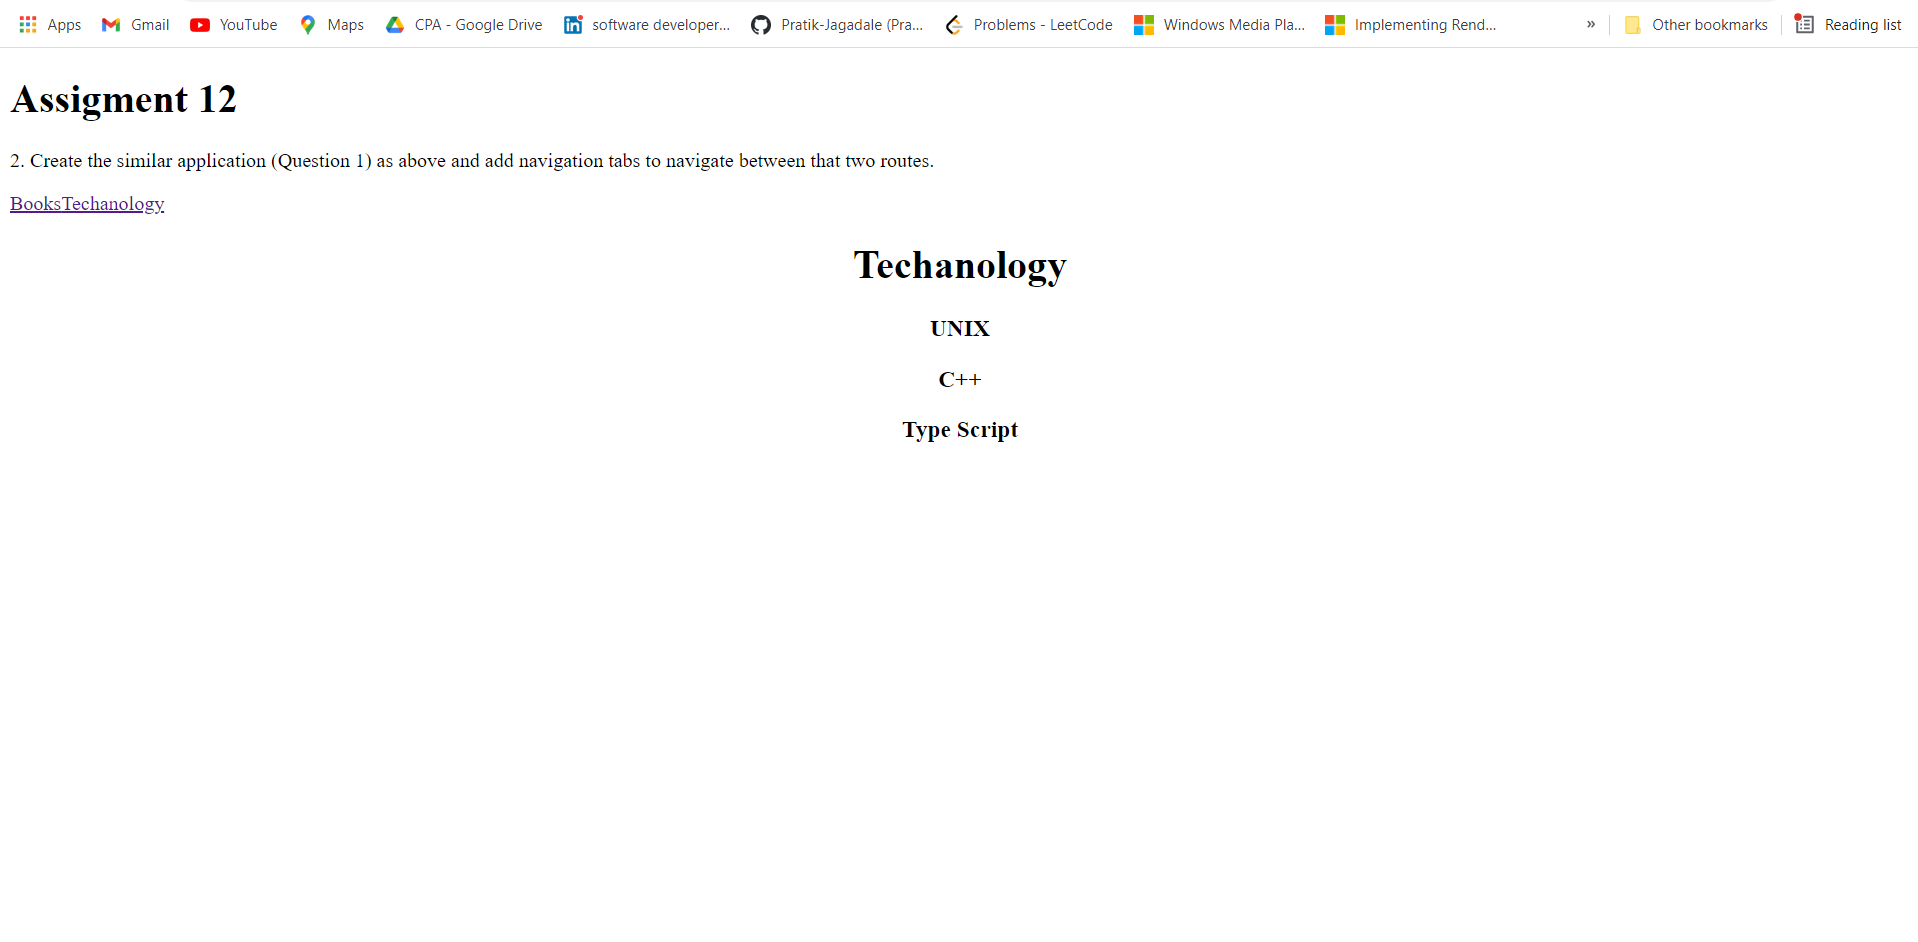 Apps Gmail YouTube Maps CPA - Google Drive software developer... Pratik-Jagadale (Pra... Problems - LeetCode Windows Media Pla... Implementing Rend... » Other bookmarks Reading list
Assigment 12
2. Create the similar application (Question 1) as above and add navigation tabs to navigate between that two routes.
BooksTechanology
Techanology
UNIX
C++
Type Script